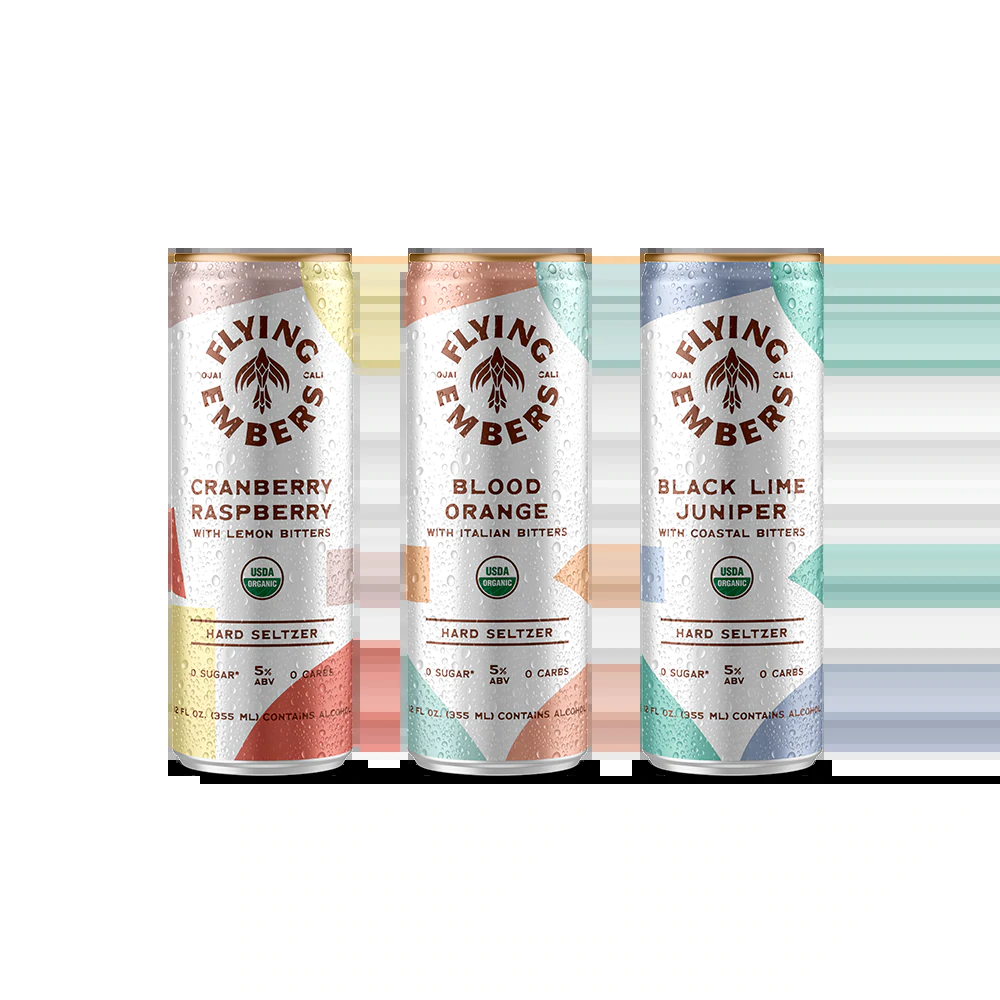 FLYING
OJAI CALI
EMBERS
CRANBERRY
RASPBERRY
WITH LEMON BITTERS
USDA
ORGANIC
HARD SELTZER
0 SUGAR* 5% ABV 0 CARBS
12 FL OZ. (355 ML) CONTAINS ALCOHOL
FLYING
OJAI CALI
EMBERS
BLOOD
ORANGE
WITH ITALIAN BITTERS
USDA
ORGANIC
HARD SELTZER
0 SUGAR* 5% ABV 0 CARBS
12 FL OZ. (355 ML) CONTAINS ALCOHOL
FLYING
OJAI CALI
EMBERS
BLACK LIME
JUNIPER
WITH COASTAL BITTERS
USDA
ORGANIC
HARD SELTZER
0 SUGAR* 5% ABV 0 CARBS
12 FL OZ. (355 ML) CONTAINS ALCOHOL